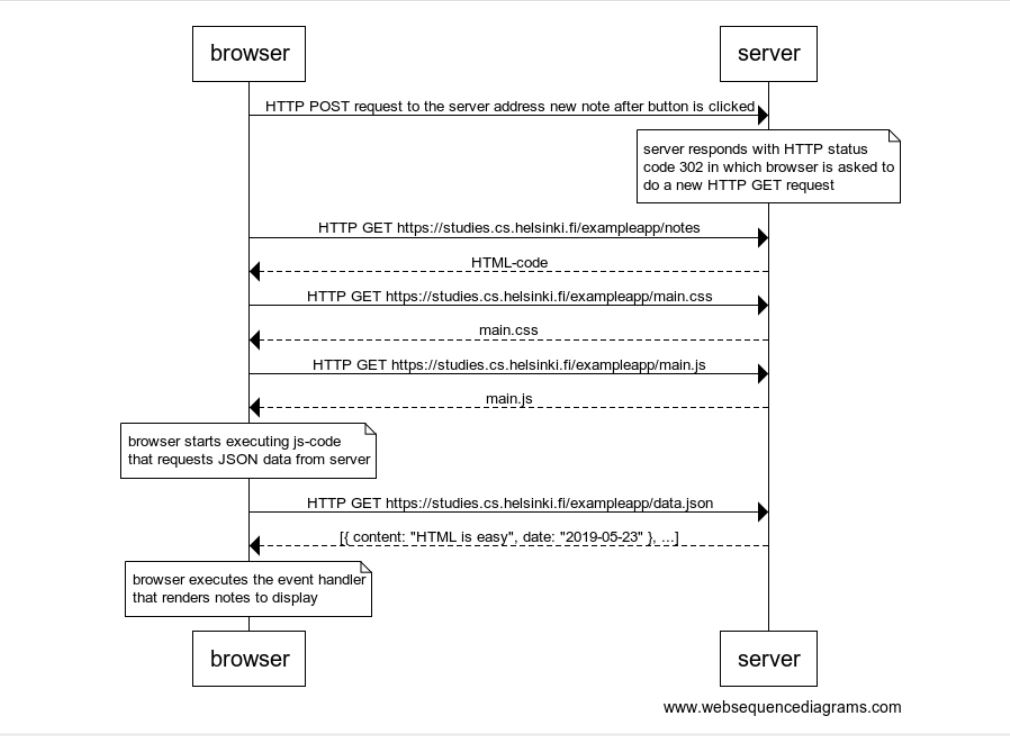 browser
server
HTTP POST request to the server address new note after button is clicked
server responds with HTTP status
code 302 in which browser is asked to
do a new HTTP GET request
HTTP GET https://studies.cs.helsinki.fi/exampleapp/notes
HTML-code
HTTP GET https://studies.cs.helsinki.fi/exampleapp/main.css
main.css
HTTP GET https://studies.cs.helsinki.fi/exampleapp/main.js
main.js
browser starts executing js-code
that requests JSON data from server
HTTP GET https://studies.cs.helsinki.fi/exampleapp/data.json
[{ content: "HTML is easy", date: "2019-05-23" }, ...]
browser executes the event handler
that renders notes to display
browser
server
www.websequencediagrams.com